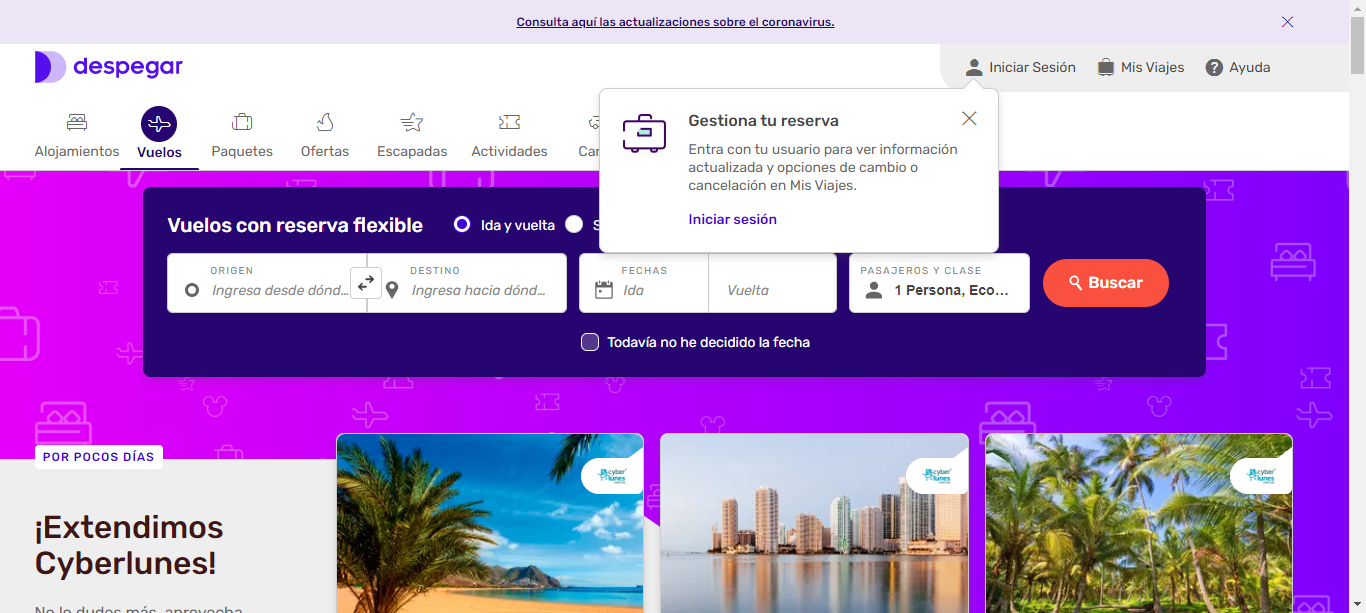 Consulta aquí las actualizaciones sobre el coronavirus.
despegar
Iniciar Sesión
Mis Viajes
Ayuda
Alojamientos
Vuelos
Paquetes
Ofertas
Escapadas
Actividades
Gestiona tu reserva
Entra con tu usuario para ver información
actualizada y opciones de cambio o
cancelación en Mis Viajes.
Iniciar sesión
Vuelos con reserva flexible
Ida y vuelta
ORIGEN
Ingresa desde dónd...
DESTINO
Ingresa hacia dónd...
FECHAS
Ida
Vuelta
PASAJEROS Y CLASE
1 Persona, Eco...
Buscar
Todavía no he decidido la fecha
POR POCOS DÍAS
¡Extendimos
Cyberlunes!
No lo dudes más, aprovecha
cyber
lunes
cyber
lunes
cyber
lunes